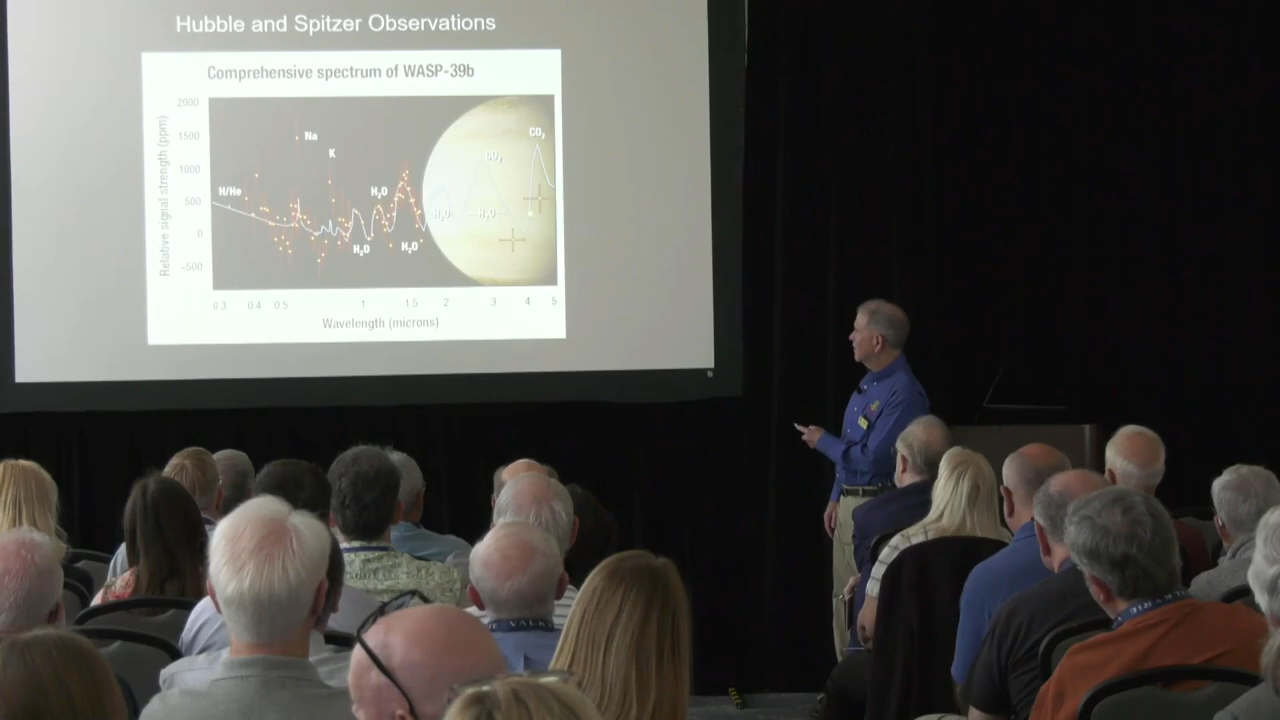 Hubble and Spitzer Observations
Comprehensive spectrum of WASP-39b
Relative signal strength (ppm)
2000
1500
1000
500
0
−500
Na
K
H/He
H₂O
H₂O
H₂O
H₂O
CO₂
H₂O
CO₂
0.3 0.4 0.5 1 1.5 2 3 4 5
Wavelength (microns)